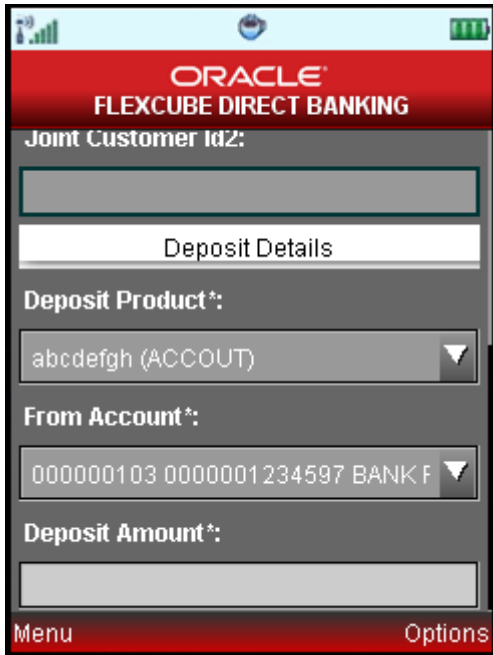 ORACLE
FLEXCUBE DIRECT BANKING
Joint Customer Id2:
Deposit Details
Deposit Product*:
abcdefgh (ACCOUT)
From Account*:
000000103 0000001234597 BANK F
Deposit Amount*:
Menu Options